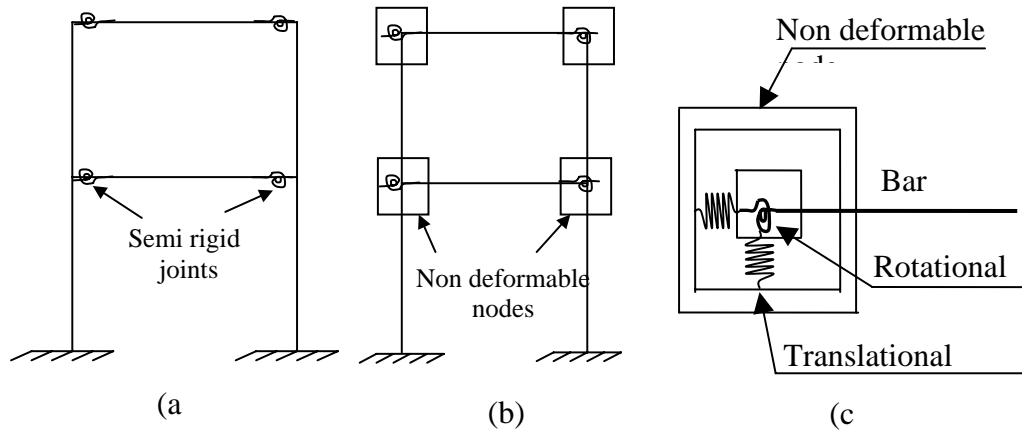 Semi rigid
joints
(a
Non deformable
nodes
(b)
Non deformable
Bar
Rotational
Translational
(c